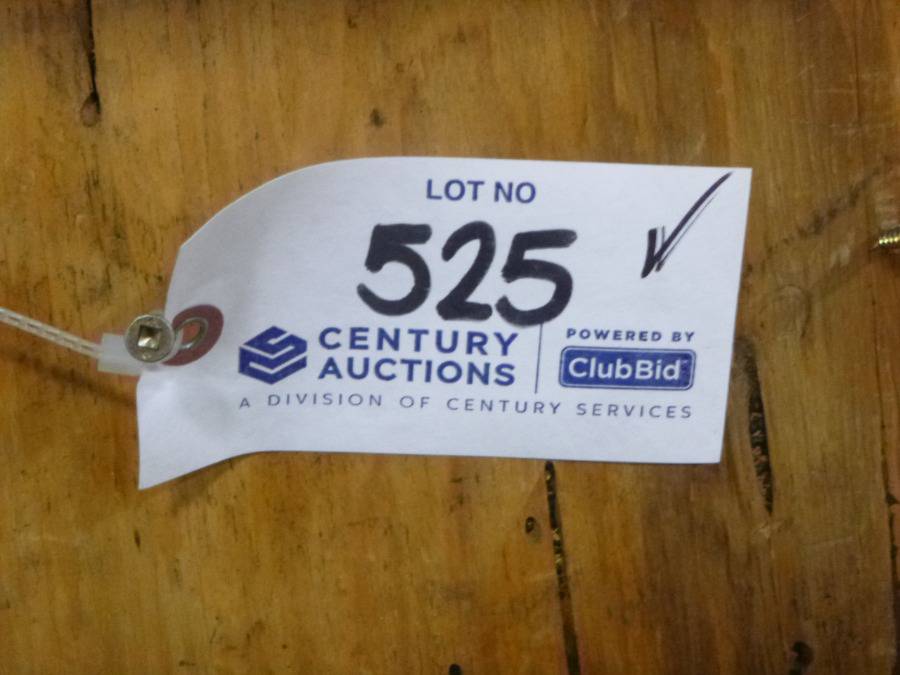 LOT NO
525 ✓
CENTURY
AUCTIONS
POWERED BY
ClubBid
A DIVISION OF CENTURY SERVICES